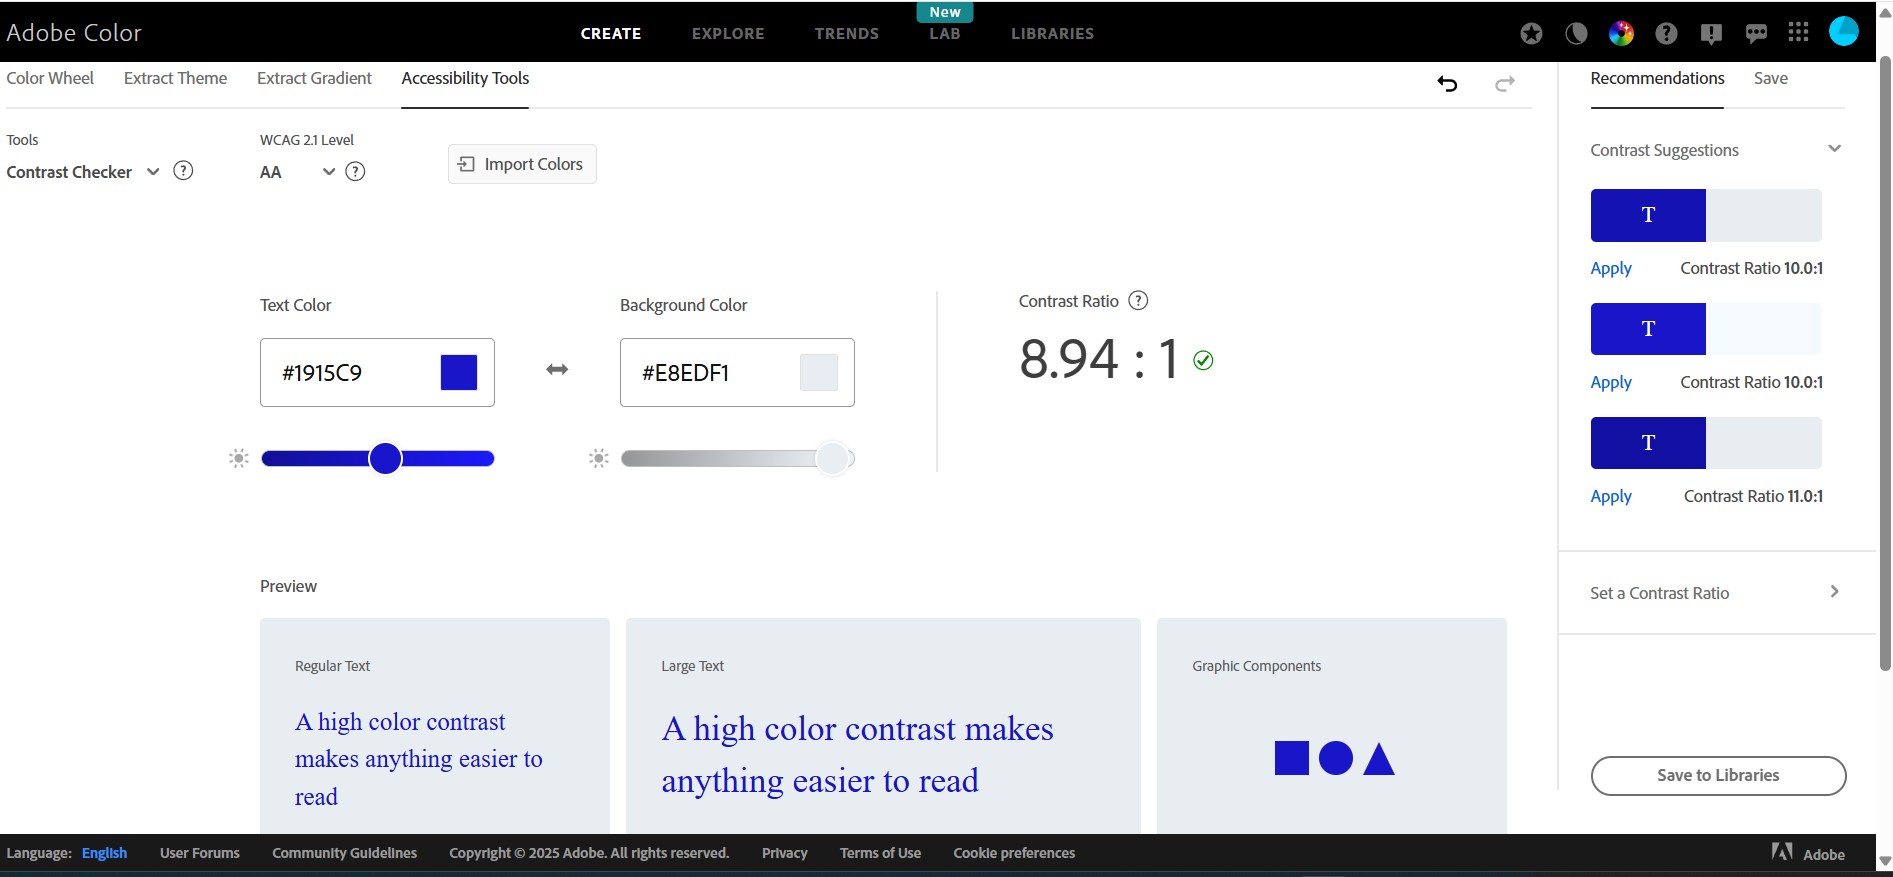 Adobe Color
CREATE
EXPLORE
TRENDS
New
LAB
LIBRARIES
Color Wheel
Extract Theme
Extract Gradient
Accessibility Tools
Recommendations
Save
Tools
Contrast Checker
WCAG 2.1 Level
AA
Import Colors
Contrast Suggestions
T
Apply
Contrast Ratio 10.0:1
T
Apply
Contrast Ratio 10.0:1
T
Apply
Contrast Ratio 11.0:1
Text Color
#1915C9
Background Color
#E8EDF1
Contrast Ratio
8.94 : 1
Set a Contrast Ratio
Preview
Regular Text
A high color contrast
makes anything easier to
read
Large Text
A high color contrast makes
anything easier to read
Graphic Components
Save to Libraries
Language: English
User Forums
Community Guidelines
Copyright © 2025 Adobe. All rights reserved.
Privacy
Terms of Use
Cookie preferences
Adobe